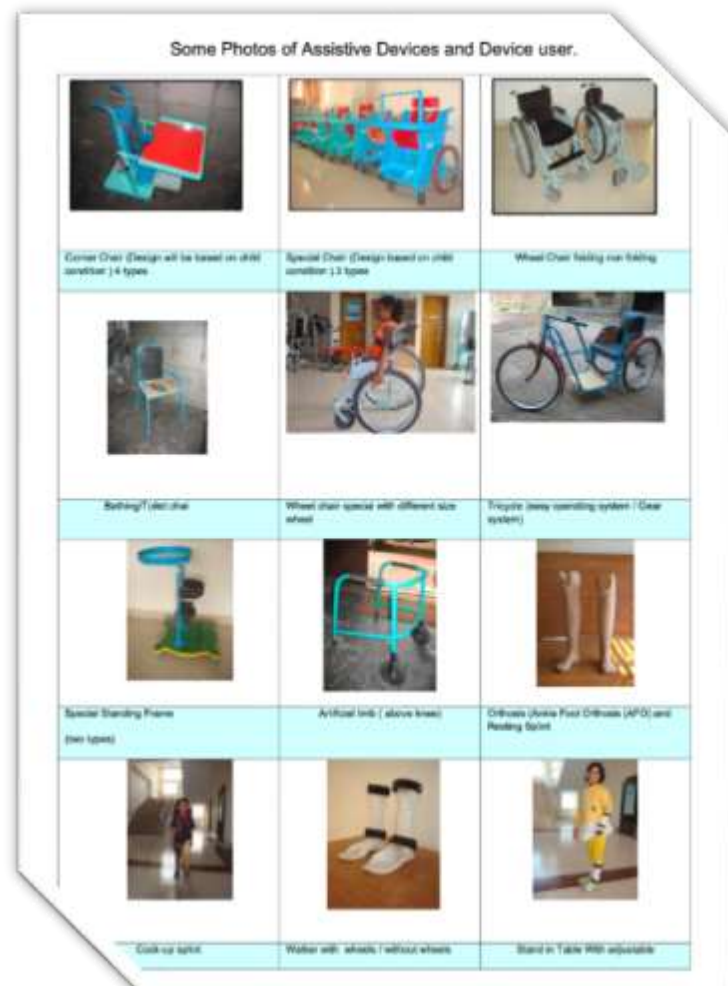 Some Photos of Assistive Devices and Device user.
Corner Chair (Design will be based on child
condition ) 4 types
Special Chair (Design based on child
condition ) 3 types
Wheel Chair folding non folding
Bathing/Toilet chai
Wheel chair special with different size
wheel
Tricycle (easy operating system / Gear
system)
Special Standing Frame
(two types)
Artificial limb ( above knee)
Orthosis (Ankle Foot Orthosis (AFO) and
Resting Splint
Cock-up splint
Walker with wheels / without wheels
Stand in Table With adjustable